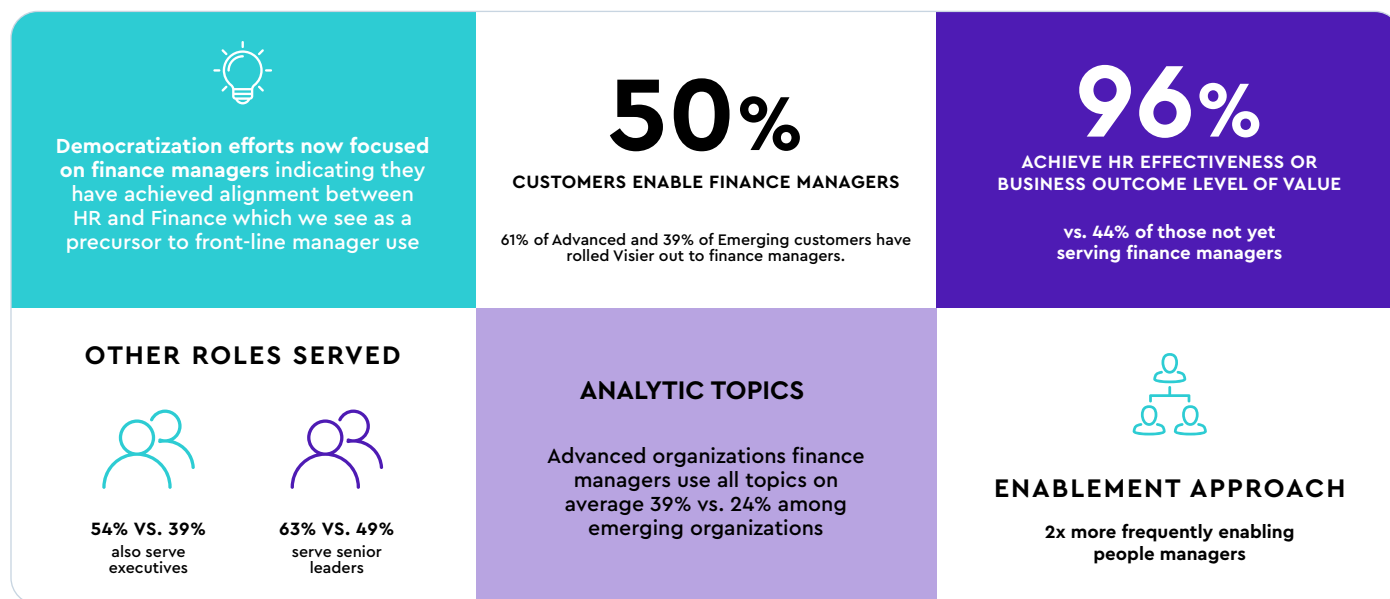 Democratization efforts now focused
on finance managers indicating they
have achieved alignment between
HR and Finance which we see as a
precursor to front-line manager use
50%
CUSTOMERS ENABLE FINANCE MANAGERS
61% of Advanced and 39% of Emerging customers have
rolled Visier out to finance managers.
96%
ACHIEVE HR EFFECTIVENESS OR
BUSINESS OUTCOME LEVEL OF VALUE
vs. 44% of those not yet
serving finance managers
OTHER ROLES SERVED
54% VS. 39%
also serve
executives
63% VS. 49%
serve senior
leaders
ANALYTIC TOPICS
Advanced organizations finance
managers use all topics on
average 39% vs. 24% among
emerging organizations
ENABLEMENT APPROACH
2x more frequently enabling
people managers